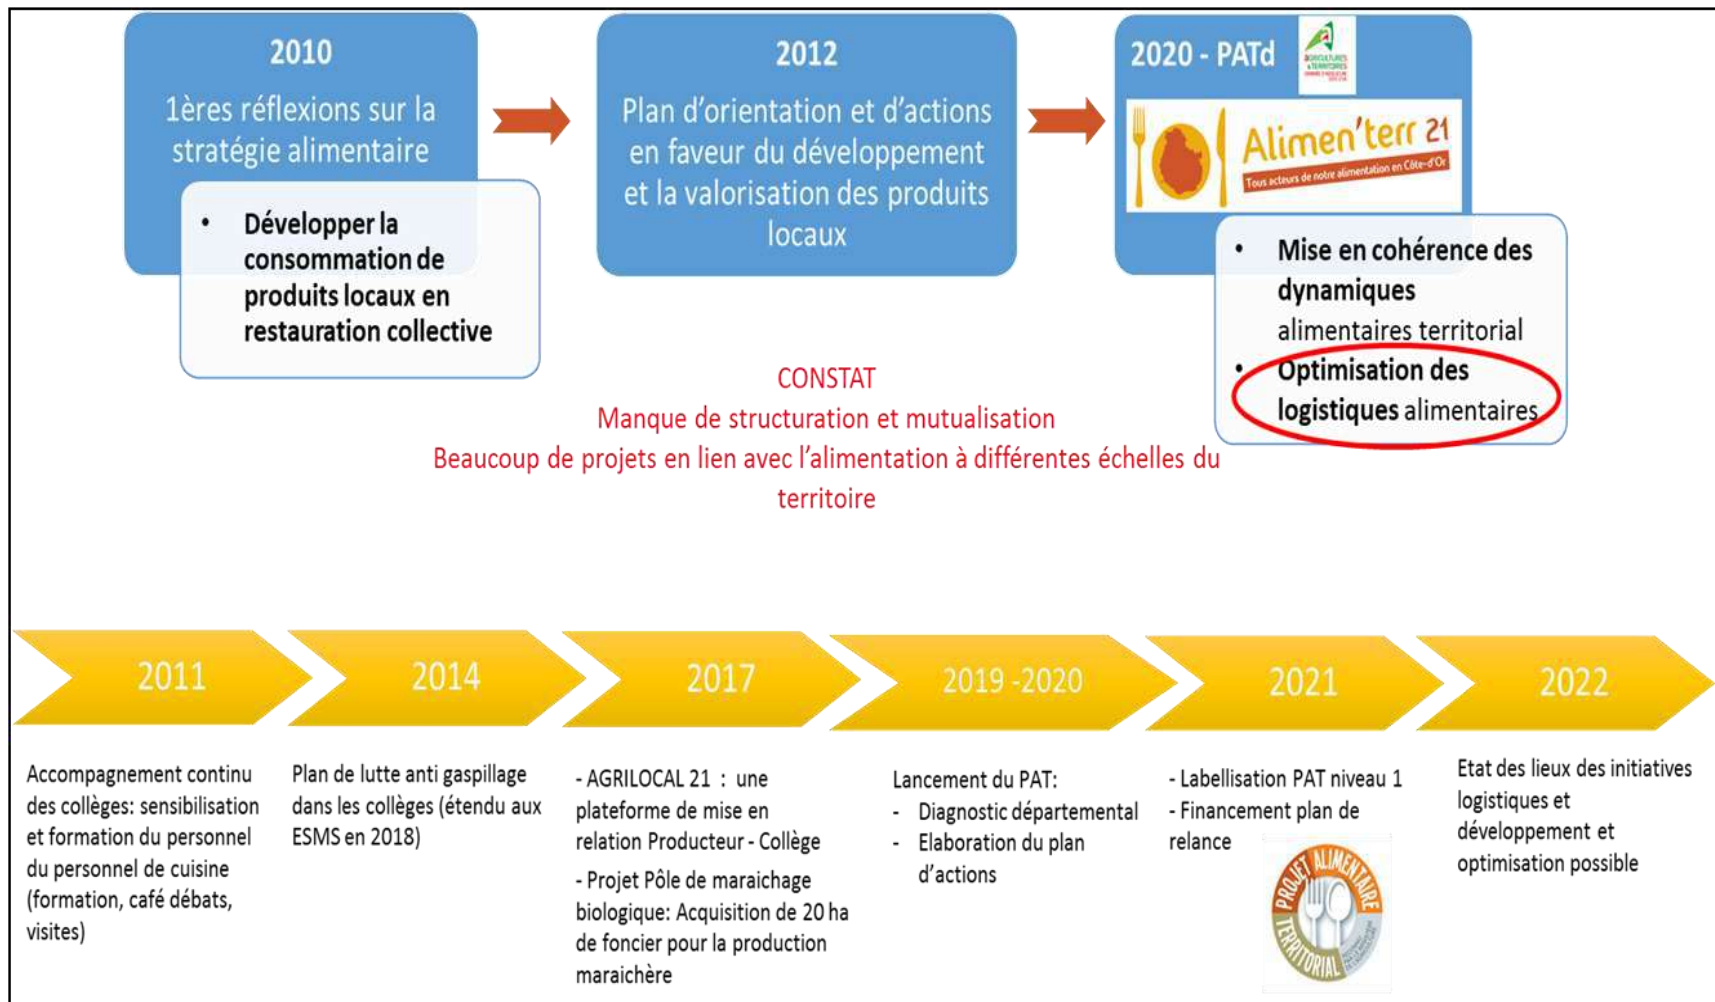 2010
1ères réflexions sur la
stratégie alimentaire
• Développer la
consommation de
produits locaux en
restauration collective
2012
Plan d’orientation et d’actions
en faveur du développement
et la valorisation des produits
locaux
2020 - PATd
AGRICULTURES
& TERRITOIRES
Alimen’terr 21
Tous acteurs de notre alimentation en Côte-d’Or
• Mise en cohérence des
dynamiques
alimentaires territorial
• Optimisation des
logistiques alimentaires
CONSTAT
Manque de structuration et mutualisation
Beaucoup de projets en lien avec l’alimentation à différentes échelles du
territoire
2011
Accompagnement continu
des collèges: sensibilisation
et formation du personnel
du personnel de cuisine
(formation, café débats,
visites)
2014
Plan de lutte anti gaspillage
dans les collèges (étendu aux
ESMS en 2018)
2017
- AGRILOCAL 21 : une
plateforme de mise en
relation Producteur - Collège
- Projet Pôle de maraichage
biologique: Acquisition de 20 ha
de foncier pour la production
maraichère
2019 -2020
Lancement du PAT:
- Diagnostic départemental
- Elaboration du plan
d’actions
2021
- Labellisation PAT niveau 1
- Financement plan de
relance
PROJET ALIMENTAIRE
TERRITORIAL
2022
Etat des lieux des initiatives
logistiques et
développement et
optimisation possible